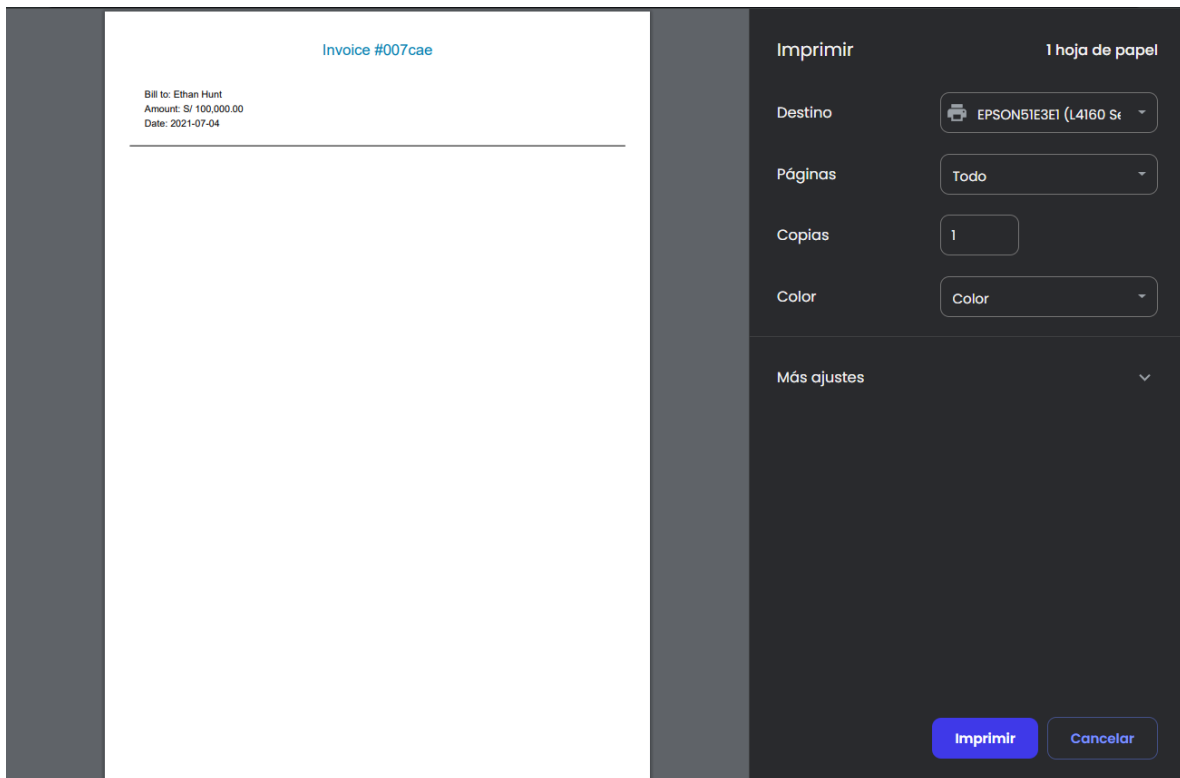 Invoice #007cae
Bill to: Ethan Hunt
Amount: S/ 100,000.00
Date: 2021-07-04
Imprimir
1 hoja de papel
Destino
EPSON51E3E1 (L4160 Se
Páginas
Todo
Copias
1
Color
Color
Más ajustes
Imprimir
Cancelar